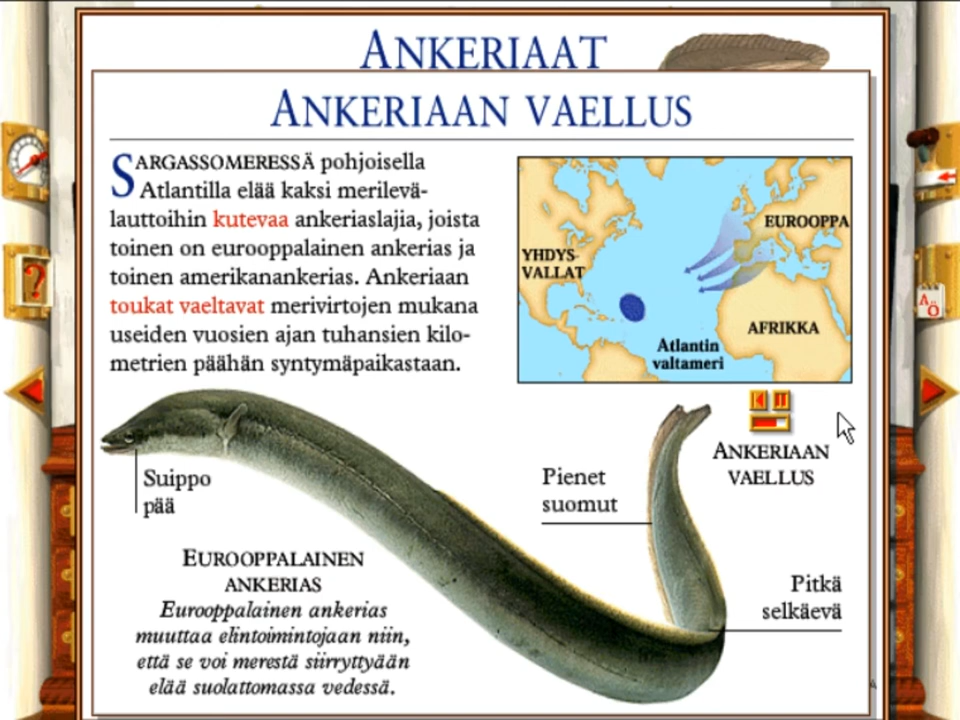 ANKERIAAT
ANKERIAAN VAELLUS
SARGASSOMERESSÄ pohjoisella
Atlantilla elää kaksi merilevä-
lauttoihin kutevaa ankeriaslajia, joista
toinen on eurooppalainen ankerias ja
toinen amerikanankerias. Ankeriaan
toukat vaeltavat merivirtojen mukana
useiden vuosien ajan tuhansien kilo-
metrien päähän syntymäpaikastaan.
EUROOPPA
YHDYS-
VALLAT
AFRIKKA
Atlantin
valtameri
ANKERIAAN
VAELLUS
Suippo
pää
Pienet
suomut
EUROOPPALAINEN
ANKERIAS
Eurooppalainen ankerias
muuttaa elintoimintojaan niin,
että se voi merestä siirryttyään
elää suolattomassa vedessä.
Pitkä
selkäevä
?
A
Ö